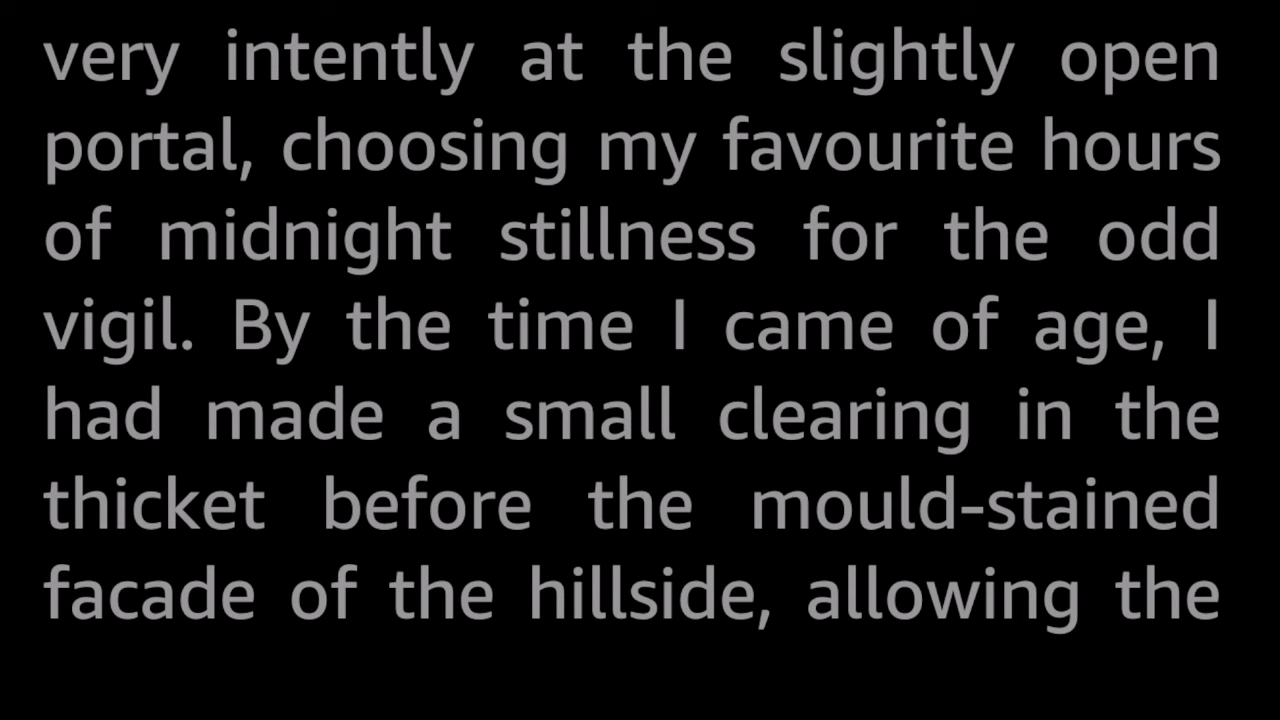 very intently at the slightly open
portal, choosing my favourite hours
of midnight stillness for the odd
vigil. By the time I came of age, I
had made a small clearing in the
thicket before the mould-stained
facade of the hillside, allowing the